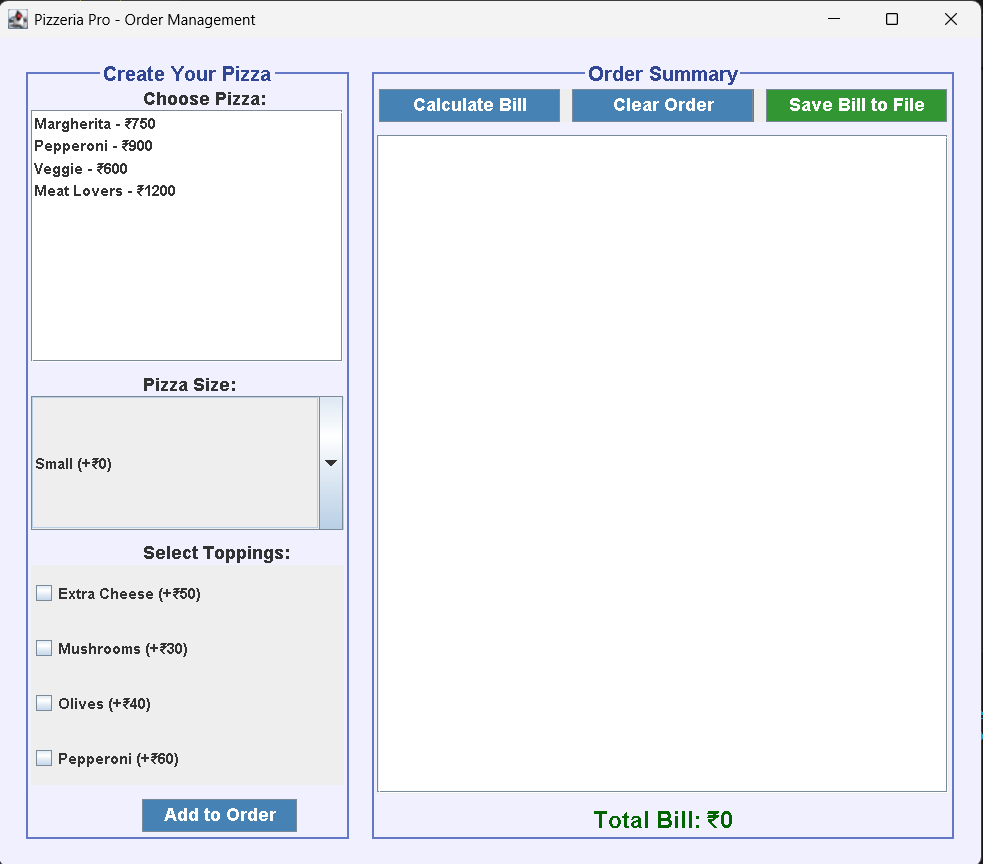 Pizzeria Pro - Order Management
Create Your Pizza
Choose Pizza:
Margherita - ₹750
Pepperoni - ₹900
Veggie - ₹600
Meat Lovers - ₹1200
Pizza Size:
Small (+₹0)
Select Toppings:
Extra Cheese (+₹50)
Mushrooms (+₹30)
Olives (+₹40)
Pepperoni (+₹60)
Add to Order
Order Summary
Calculate Bill
Clear Order
Save Bill to File
Total Bill: ₹0